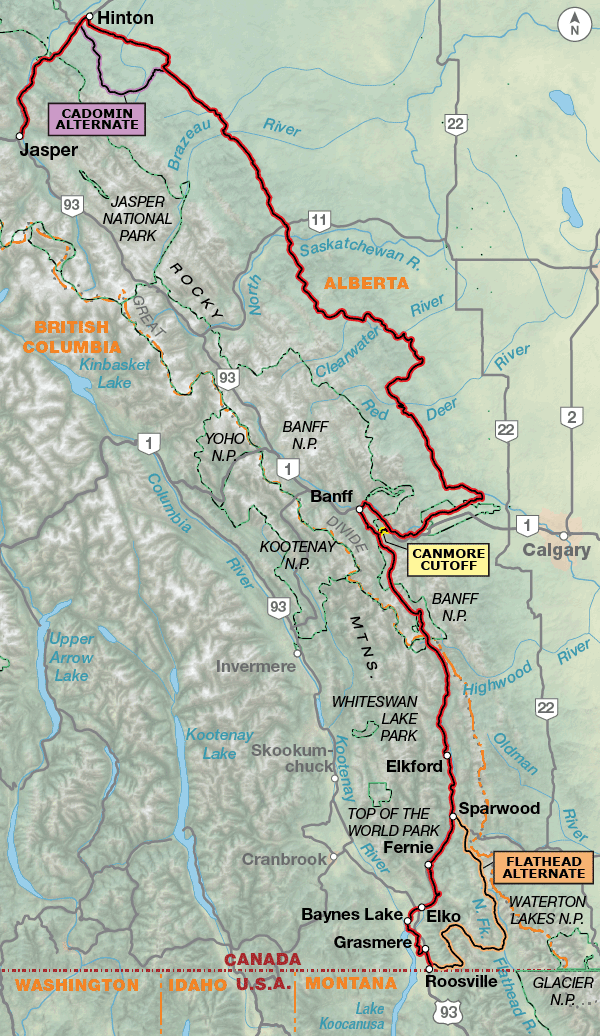 Hinton
N
CADOMIN
ALTERNATE
22
Jasper
Brazeau
River
93
JASPER
NATIONAL
PARK
11
Saskatchewan R.
ROCKY
North
ALBERTA
GREAT
River
BRITISH
COLUMBIA
Clearwater
Kinbasket
Lake
93
River
Red
Deer
2
22
1
YOHO
N.P.
BANFF
N.P.
1
Columbia
Banff
DIVIDE
1
Calgary
KOOTENAY
N.P.
CANMORE
CUTOFF
River
93
BANFF
N.P.
MTNS.
Upper
Arrow
Lake
Invermere
Highwood
River
WHITESWAN
LAKE
PARK
22
Kootenay
Lake
Skookum-
chuck
Kootenay
Elkford
Oldman
River
Sparwood
TOP OF THE
WORLD PARK
River
Fernie
Cranbrook
FLATHEAD
ALTERNATE
WATERTON
LAKES N.P.
N. Fk.
Baynes Lake
Elko
Grasmere
CANADA
U.S.A.
WASHINGTON
IDAHO
MONTANA
Roosville
Flathead R.
GLACIER
N.P.
Lake
Koocanusa
93